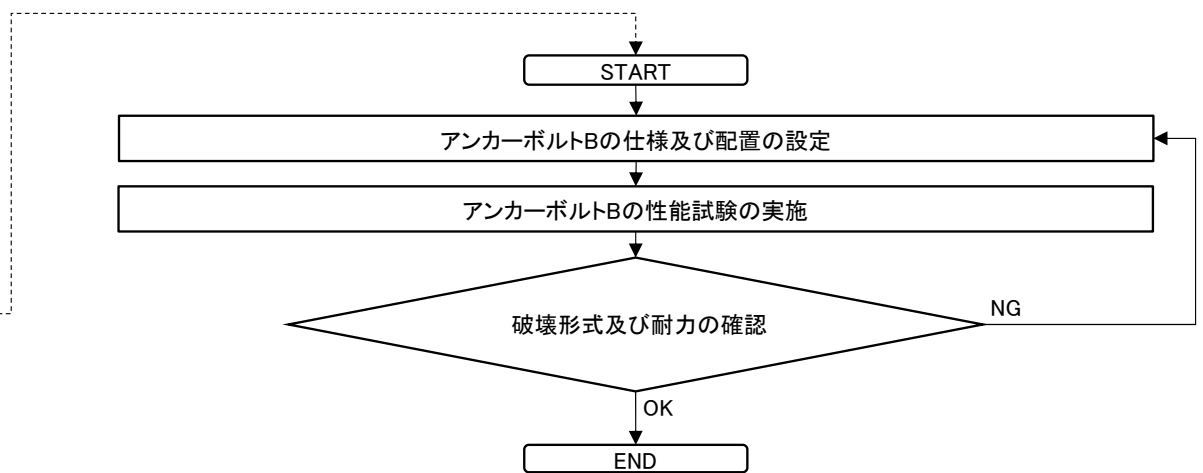 START
アンカーボルトBの仕様及び配置の設定
アンカーボルトBの性能試験の実施
破壊形式及び耐力の確認
NG
OK
END